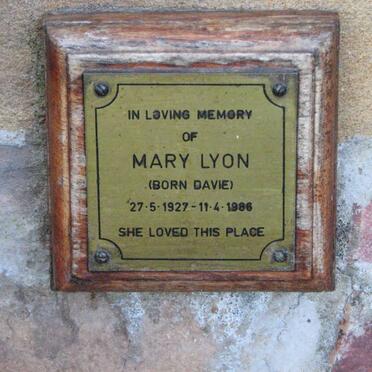 IN LOVING MEMORY
OF
MARY LYON
(BORN DAVIE)
27·5·1927-11·4·1986
SHE LOVED THIS PLACE